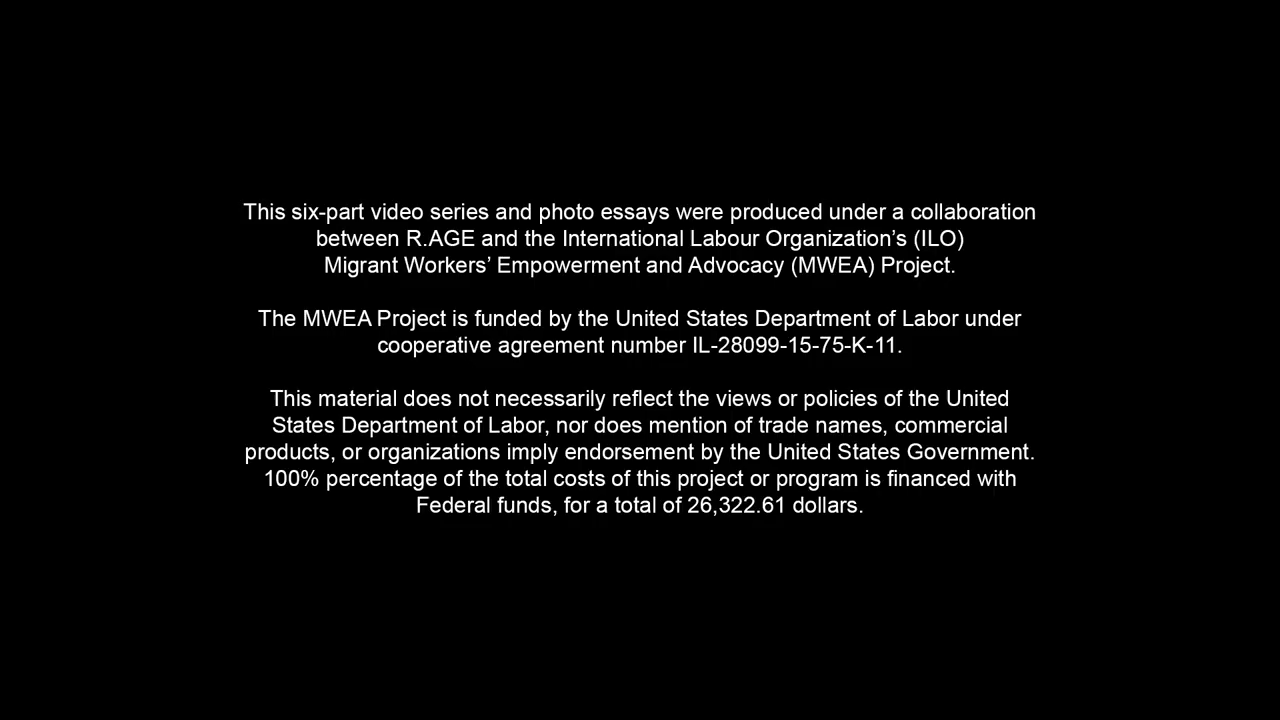 This six-part video series and photo essays were produced under a collaboration
between R.AGE and the International Labour Organization’s (ILO)
Migrant Workers’ Empowerment and Advocacy (MWEA) Project.
The MWEA Project is funded by the United States Department of Labor under
cooperative agreement number IL-28099-15-75-K-11.
This material does not necessarily reflect the views or policies of the United
States Department of Labor, nor does mention of trade names, commercial
products, or organizations imply endorsement by the United States Government.
100% percentage of the total costs of this project or program is financed with
Federal funds, for a total of 26,322.61 dollars.